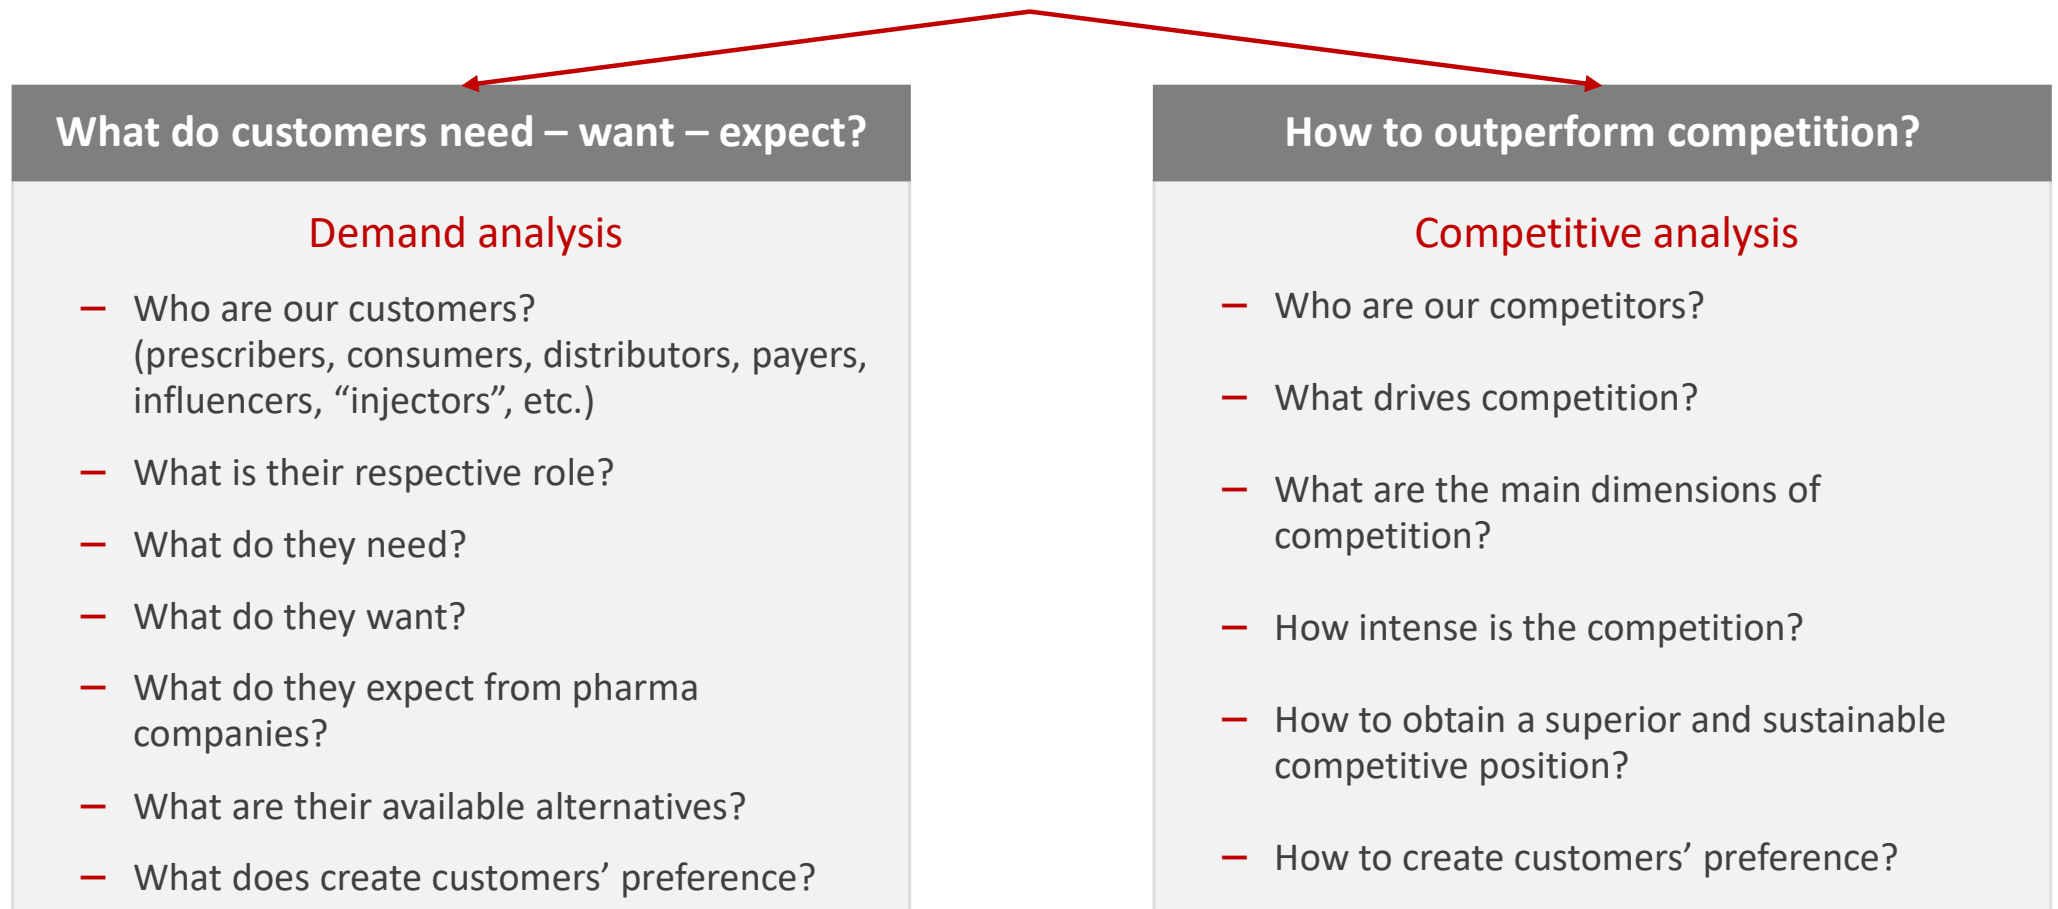 What do customers need – want – expect?
Demand analysis
– Who are our customers?
(prescribers, consumers, distributors, payers,
influencers, “injectors”, etc.)
– What is their respective role?
– What do they need?
– What do they want?
– What do they expect from pharma
companies?
– What are their available alternatives?
– What does create customers’ preference?
How to outperform competition?
Competitive analysis
– Who are our competitors?
– What drives competition?
– What are the main dimensions of
competition?
– How intense is the competition?
– How to obtain a superior and sustainable
competitive position?
– How to create customers’ preference?